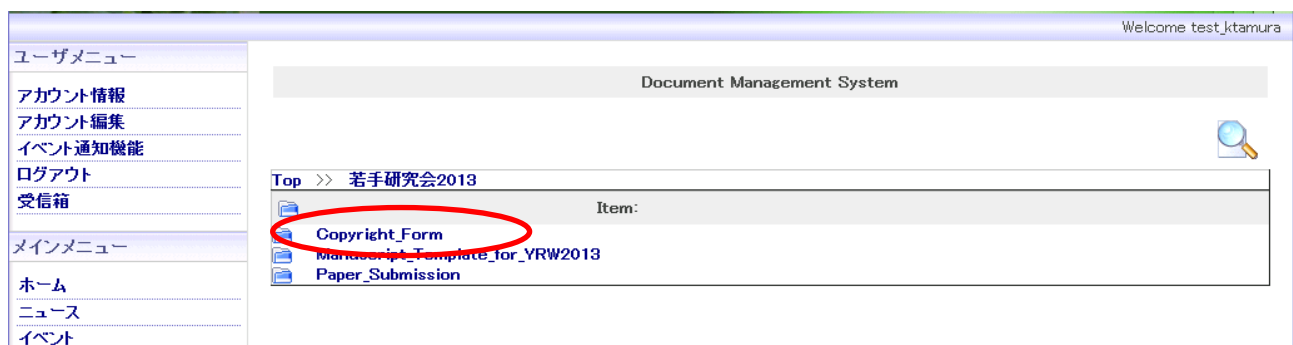 Welcome test_ktamura
ユーザメニュー
アカウント情報
アカウント編集
イベント通知機能
ログアウト
受信箱
メインメニュー
ホーム
ニュース
イベント
Document Management System
Top >> 若手研究会2013
Item:
Copyright_Form
Manuscript_Template_for_YRW2013
Paper_Submission